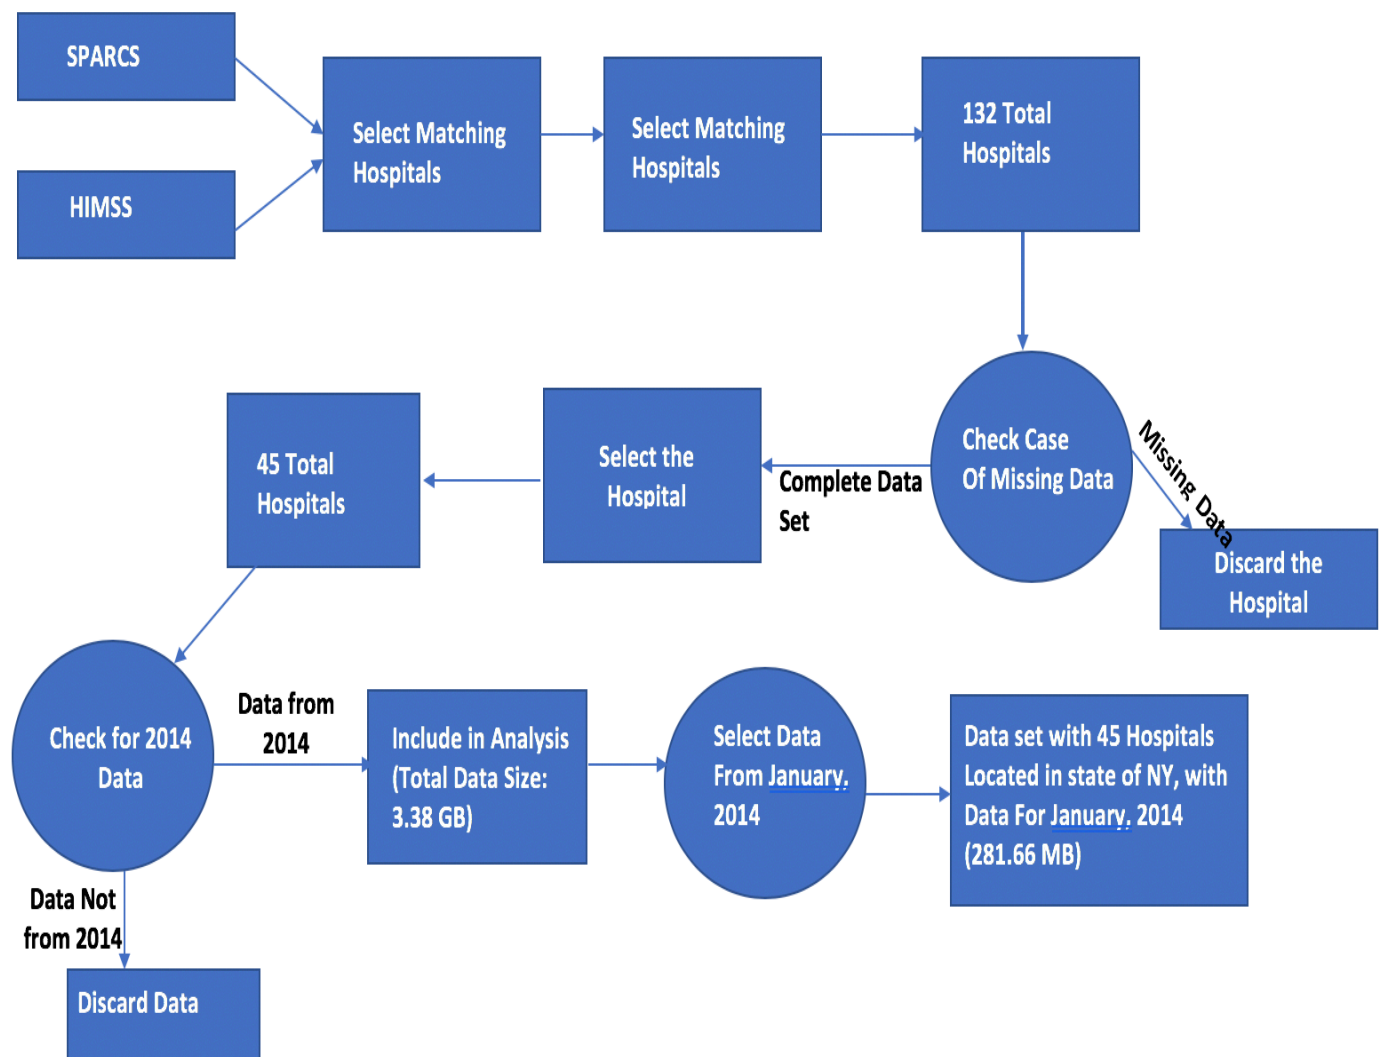 SPARCS
HIMSS
Select Matching
Hospitals
Select Matching
Hospitals
132 Total
Hospitals
Check Case
Of Missing Data
Missing Data
Discard the
Hospital
Complete Data
Set
Select the
Hospital
45 Total
Hospitals
Check for 2014
Data
Data Not
from 2014
Discard Data
Data from
2014
Include in Analysis
(Total Data Size:
3.38 GB)
Select Data
From January.
2014
Data set with 45 Hospitals
Located in state of NY, with
Data For January. 2014
(281.66 MB)